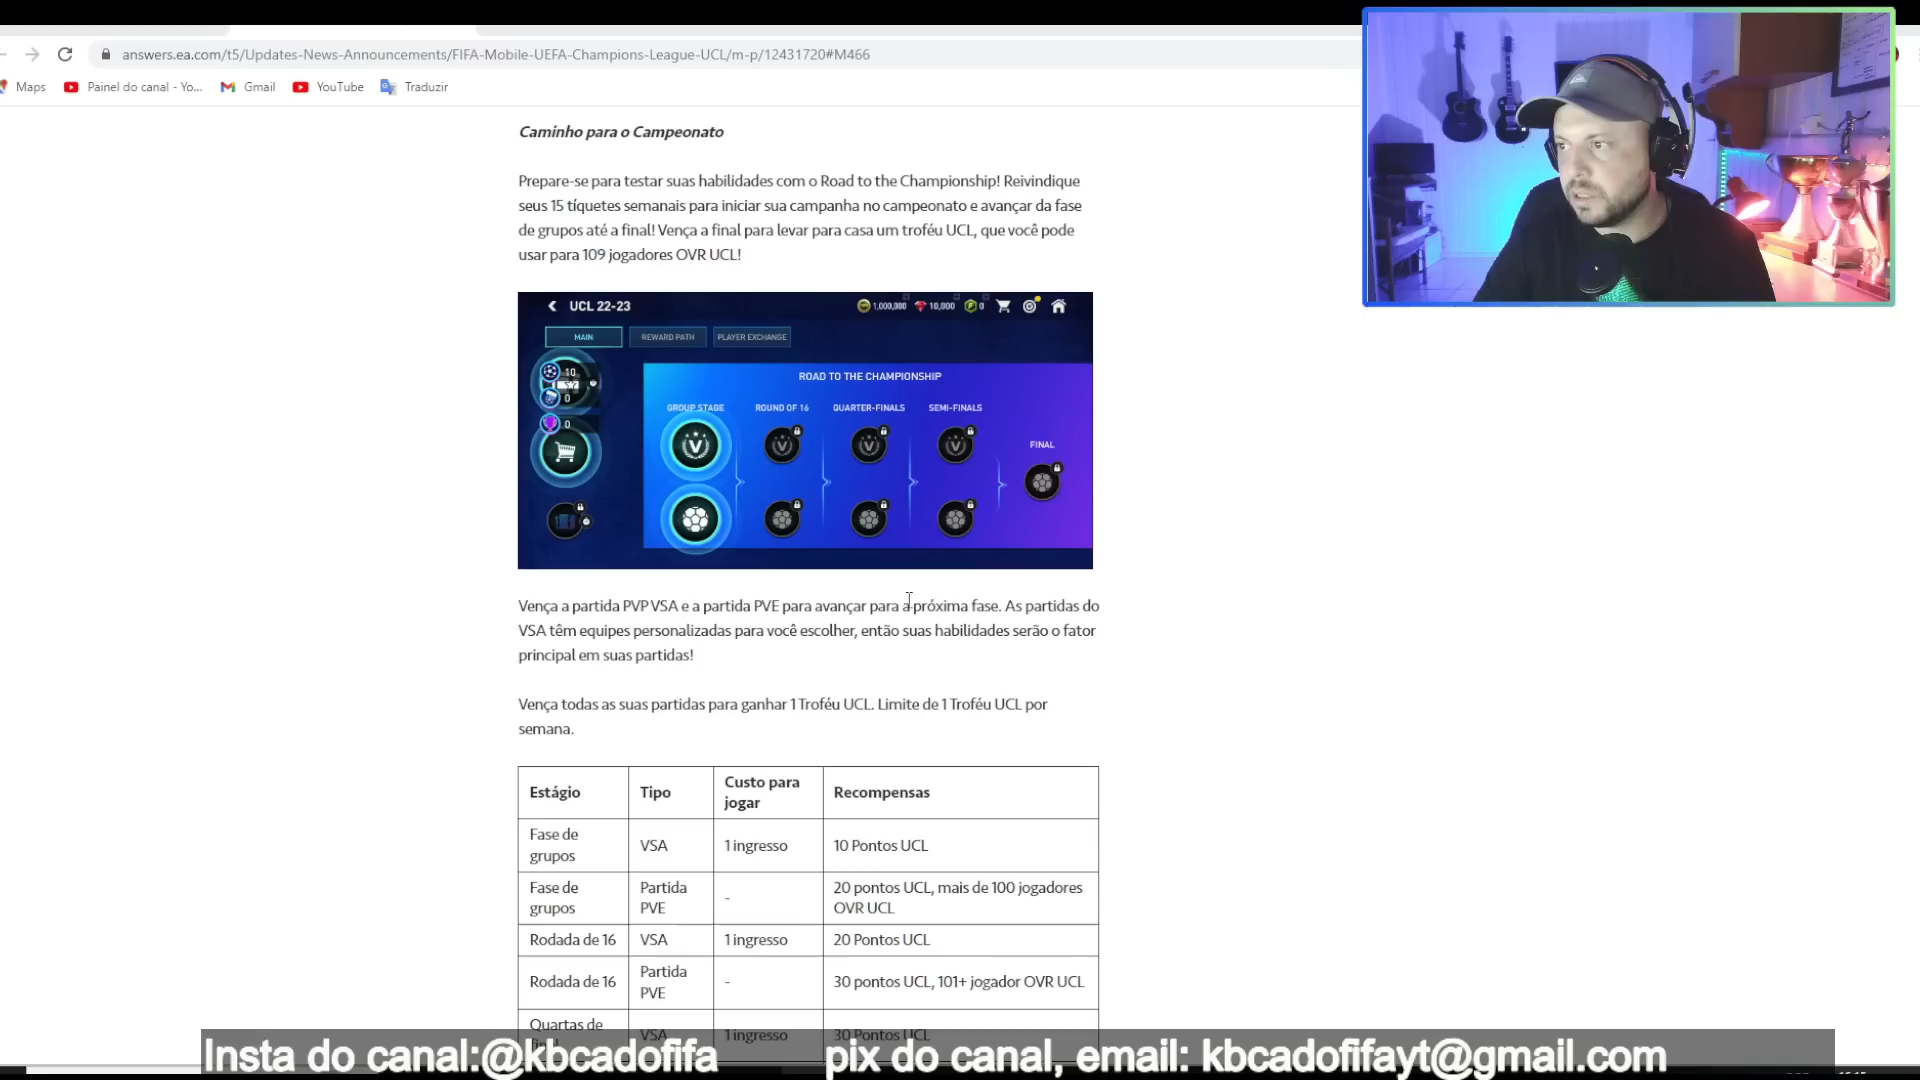 answers.ea.com/t5/Updates-News-Announcements/FIFA-Mobile-UEFA-Champions-League-UCL/m-p/12431720#M466
Maps
Painel do canal - Yo...
Gmail
YouTube
Traduzir
Caminho para o Campeonato
Prepare-se para testar suas habilidades com o Road to the Championship! Reivindique
seus 15 tíquetes semanais para iniciar sua campanha no campeonato e avançar da fase
de grupos até a final! Vença a final para levar para casa um troféu UCL, que você pode
usar para 109 jogadores OVR UCL!
UCL 22-23
1,000,000
10,000
0
MAIN
REWARD PATH
PLAYER EXCHANGE
10
0
0
ROAD TO THE CHAMPIONSHIP
GROUP STAGE
ROUND OF 16
QUARTER-FINALS
SEMI-FINALS
FINAL
Vença a partida PVP VSA e a partida PVE para avançar para a próxima fase. As partidas do
VSA têm equipes personalizadas para você escolher, então suas habilidades serão o fator
principal em suas partidas!
Vença todas as suas partidas para ganhar 1 Troféu UCL. Limite de 1 Troféu UCL por
semana.
Estágio
Tipo
Custo para
jogar
Recompensas
Fase de
grupos
VSA
1 ingresso
10 Pontos UCL
Fase de
grupos
Partida
PVE
-
20 pontos UCL, mais de 100 jogadores
OVR UCL
Rodada de 16
VSA
1 ingresso
20 Pontos UCL
Rodada de 16
Partida
PVE
-
30 pontos UCL, 101+ jogador OVR UCL
Quartas de
VSA
1 ingresso
30 Pontos UCL
Insta do canal:@kbcadofifa
pix do canal, email: kbcadofifayt@gmail.com